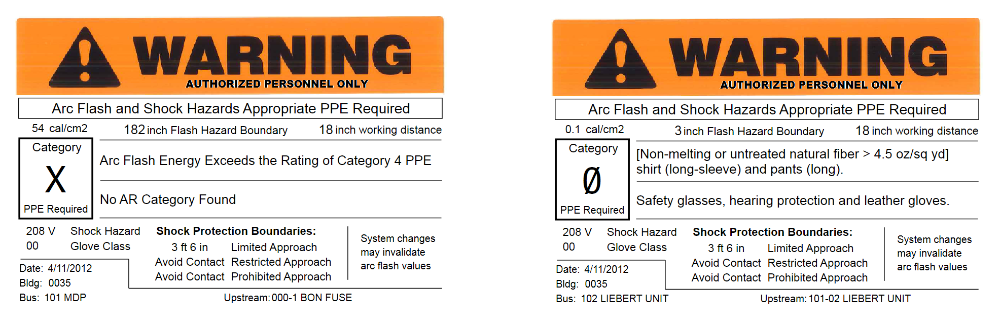 WARNING
AUTHORIZED PERSONNEL ONLY
Arc Flash and Shock Hazards Appropriate PPE Required
54 cal/cm2 182 inch Flash Hazard Boundary 18 inch working distance
Category
X
PPE Required
Arc Flash Energy Exceeds the Rating of Category 4 PPE
No AR Category Found
208 V Shock Hazard
00 Glove Class
Shock Protection Boundaries:
3 ft 6 in Limited Approach
Avoid Contact Restricted Approach
Avoid Contact Prohibited Approach
System changes
may invalidate
arc flash values
Date: 4/11/2012
Bldg: 0035
Bus: 101 MDP
Upstream: 000-1 BON FUSE
WARNING
AUTHORIZED PERSONNEL ONLY
Arc Flash and Shock Hazards Appropriate PPE Required
0.1 cal/cm2 3 inch Flash Hazard Boundary 18 inch working distance
Category
Ø
PPE Required
[Non-melting or untreated natural fiber > 4.5 oz/sq yd]
shirt (long-sleeve) and pants (long).
Safety glasses, hearing protection and leather gloves.
208 V Shock Hazard
00 Glove Class
Shock Protection Boundaries:
3 ft 6 in Limited Approach
Avoid Contact Restricted Approach
Avoid Contact Prohibited Approach
System changes
may invalidate
arc flash values
Date: 4/11/2012
Bldg: 0035
Bus: 102 LIEBERT UNIT
Upstream: 101-02 LIEBERT UNIT